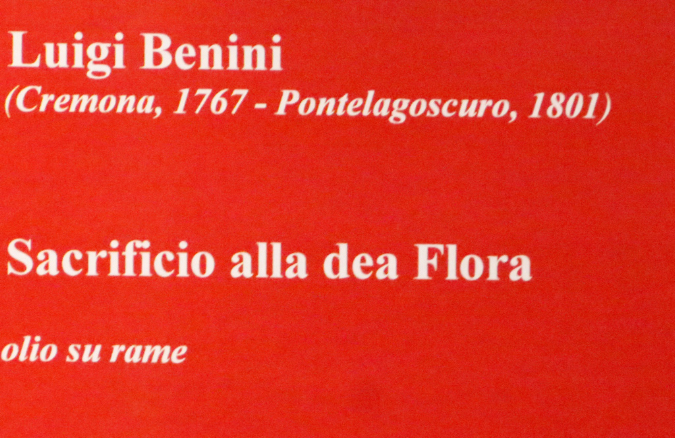 Luigi Benini
(Cremona, 1767 - Pontelagoscuro, 1801)
Sacrificio alla dea Flora
olio su rame